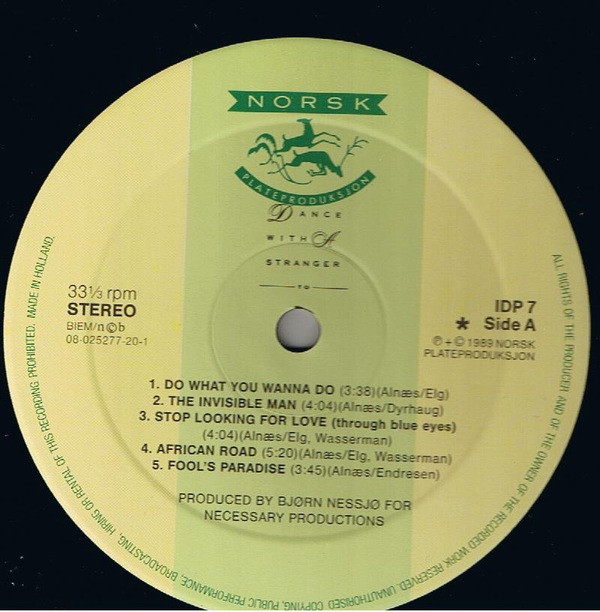 NORSK
PLATEPRODUKSJON
DANCE
WITH A
STRANGER
TO
33⅓ rpm
STEREO
BIEM/n©b
08-025277-20-1
IDP 7
* Side A
℗ + © 1989 NORSK
PLATEPRODUKSJON
1. DO WHAT YOU WANNA DO (3:38)(Alnæs/Elg)
2. THE INVISIBLE MAN (4:04)(Alnæs/Dyrhaug)
3. STOP LOOKING FOR LOVE (through blue eyes)
(4:04)(Alnæs/Elg, Wasserman)
4. AFRICAN ROAD (5:20)(Alnæs/Elg, Wasserman)
5. FOOL'S PARADISE (3:45)(Alnæs/Endresen)
PRODUCED BY BJØRN NESSJØ FOR
NECESSARY PRODUCTIONS
ALL RIGHTS OF THE PRODUCER AND OF THE OWNER OF THE RECORDED WORK RESERVED. UNAUTHORISED COPYING, PUBLIC PERFORMANCE, BROADCASTING, HIRING OR RENTAL OF THIS RECORDING PROHIBITED. MADE IN HOLLAND.